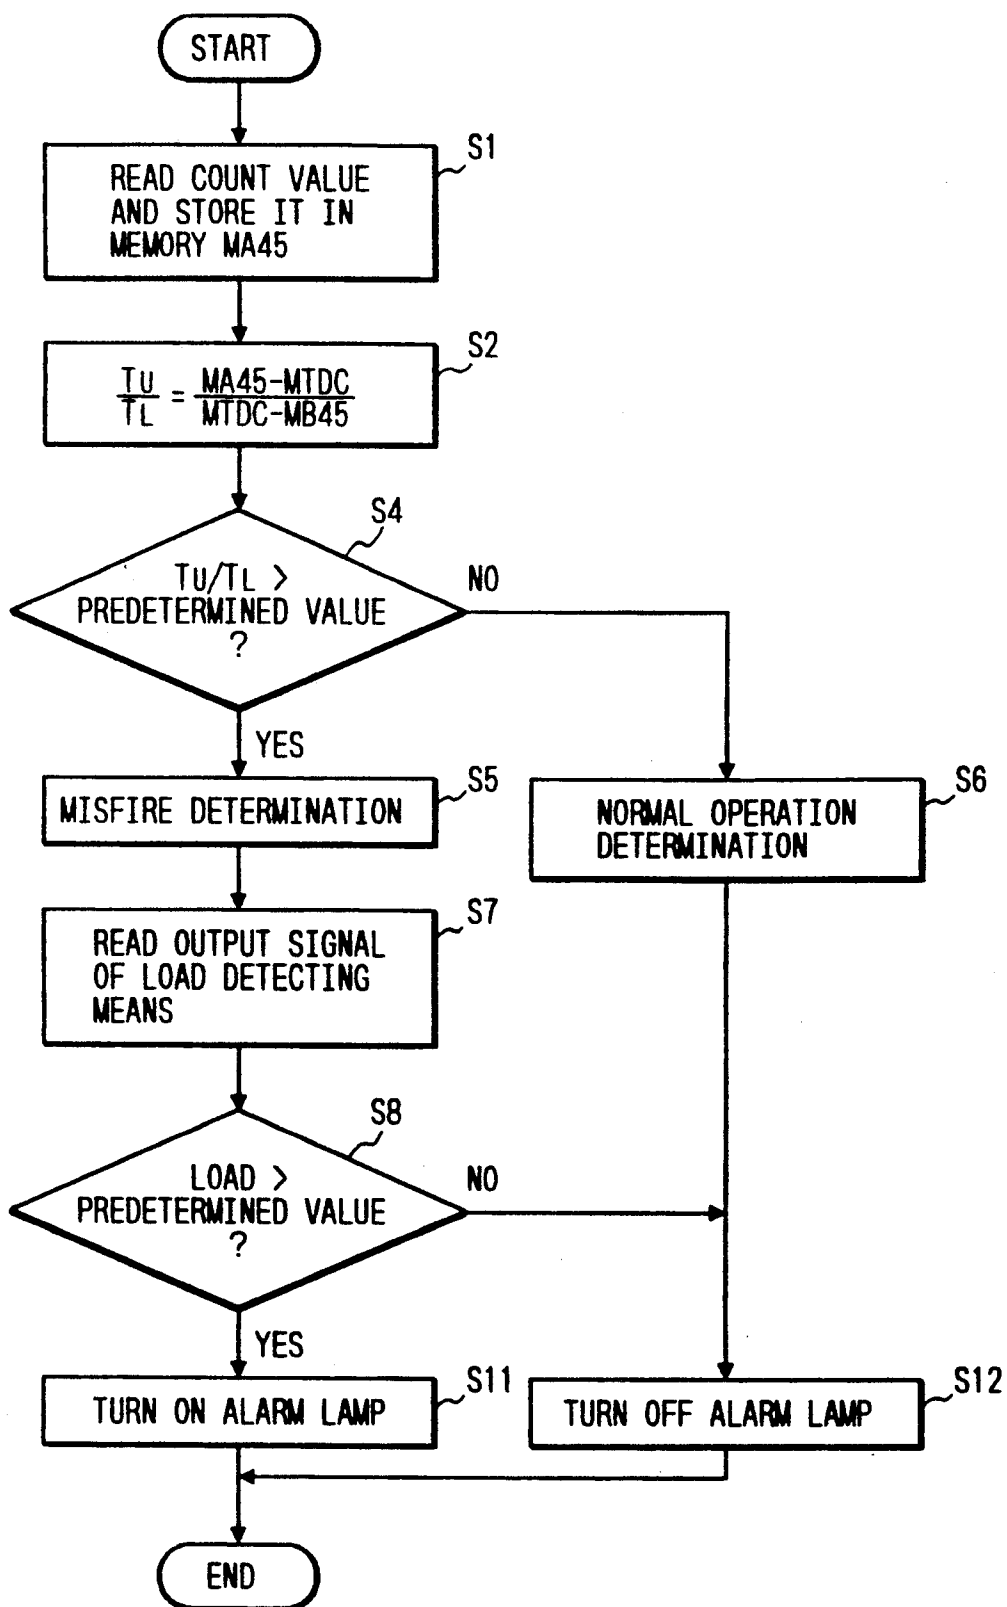 START
S1
READ COUNT VALUE
AND STORE IT IN
MEMORY MA45
S2
TU/TL = MA45-MTDC/MTDC-MB45
S4
TU/TL >
PREDETERMINED VALUE
?
NO
YES
S5
MISFIRE DETERMINATION
S6
NORMAL OPERATION
DETERMINATION
S7
READ OUTPUT SIGNAL
OF LOAD DETECTING
MEANS
S8
LOAD >
PREDETERMINED VALUE
?
NO
YES
S11
TURN ON ALARM LAMP
S12
TURN OFF ALARM LAMP
END